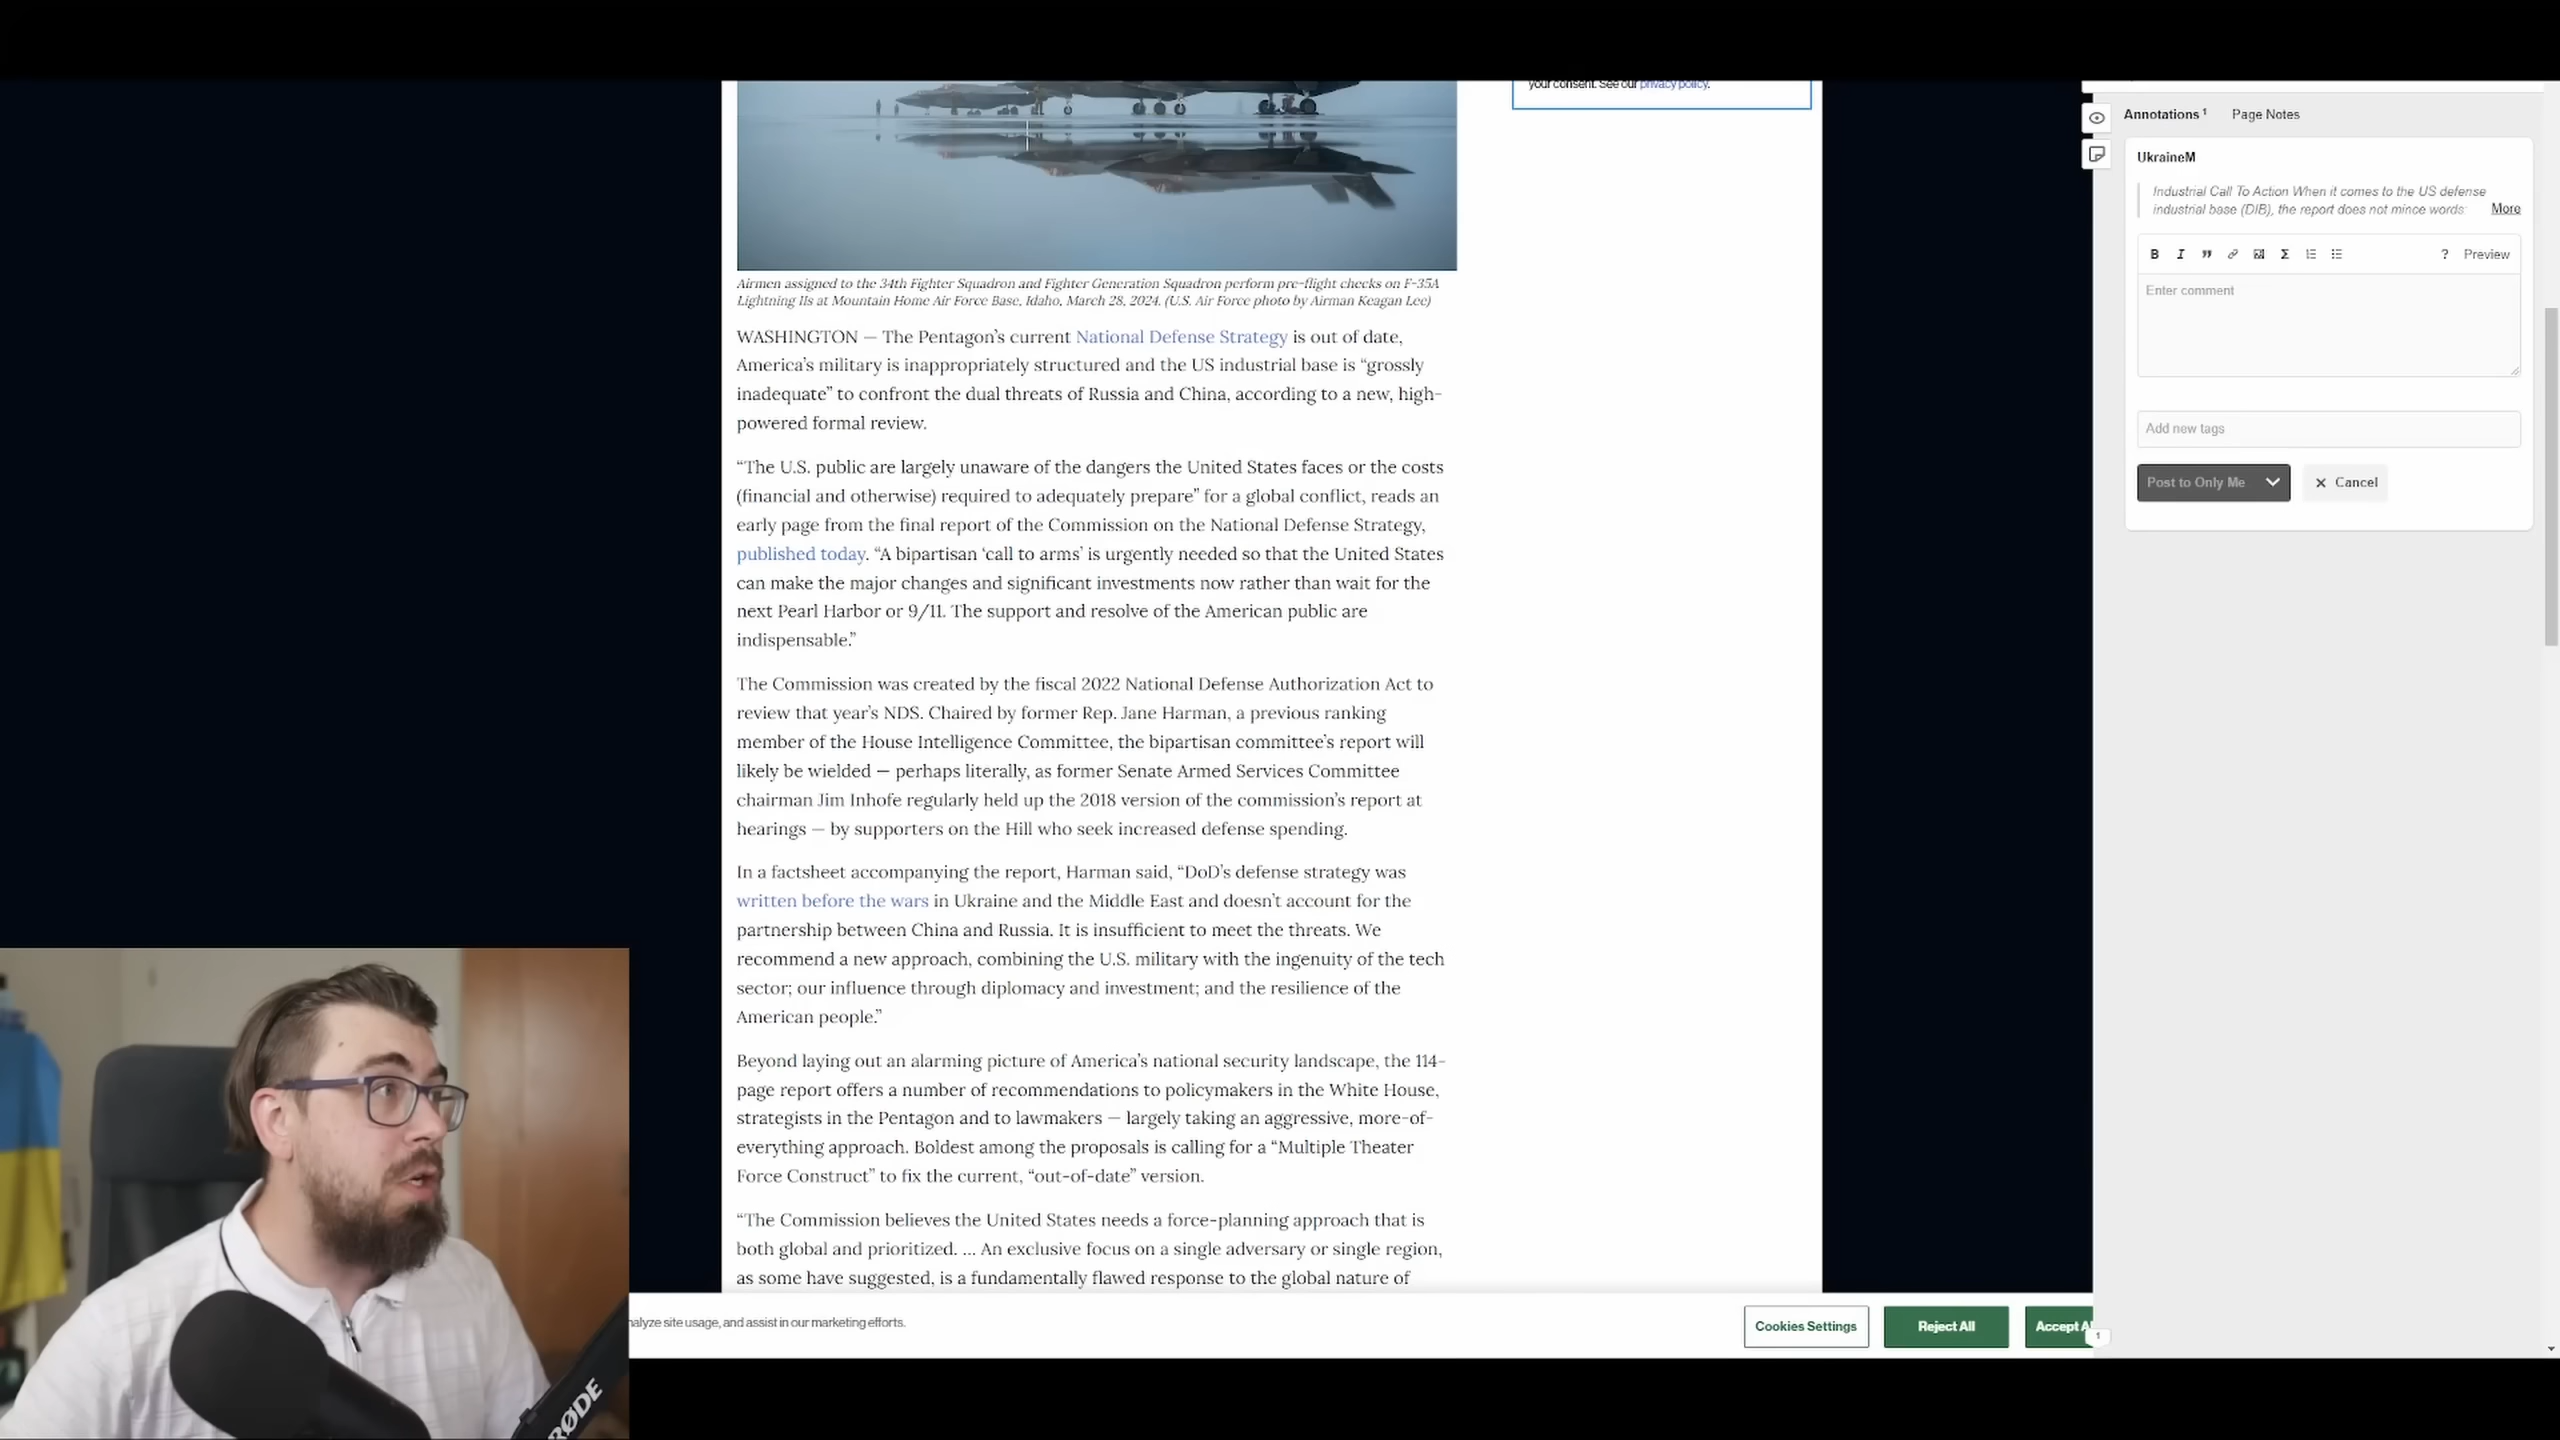 your consent. See our privacy policy.
Airmen assigned to the 34th Fighter Squadron and Fighter Generation Squadron perform pre-flight checks on F-35A
Lightning IIs at Mountain Home Air Force Base, Idaho, March 28, 2024. (U.S. Air Force photo by Airman Keagan Lee)
WASHINGTON — The Pentagon’s current National Defense Strategy is out of date,
America’s military is inappropriately structured and the US industrial base is “grossly
inadequate” to confront the dual threats of Russia and China, according to a new, high-
powered formal review.
“The U.S. public are largely unaware of the dangers the United States faces or the costs
(financial and otherwise) required to adequately prepare” for a global conflict, reads an
early page from the final report of the Commission on the National Defense Strategy,
published today. “A bipartisan ‘call to arms’ is urgently needed so that the United States
can make the major changes and significant investments now rather than wait for the
next Pearl Harbor or 9/11. The support and resolve of the American public are
indispensable.”
The Commission was created by the fiscal 2022 National Defense Authorization Act to
review that year’s NDS. Chaired by former Rep. Jane Harman, a previous ranking
member of the House Intelligence Committee, the bipartisan committee’s report will
likely be wielded — perhaps literally, as former Senate Armed Services Committee
chairman Jim Inhofe regularly held up the 2018 version of the commission’s report at
hearings — by supporters on the Hill who seek increased defense spending.
In a factsheet accompanying the report, Harman said, “DoD’s defense strategy was
written before the wars in Ukraine and the Middle East and doesn’t account for the
partnership between China and Russia. It is insufficient to meet the threats. We
recommend a new approach, combining the U.S. military with the ingenuity of the tech
sector; our influence through diplomacy and investment; and the resilience of the
American people.”
Beyond laying out an alarming picture of America’s national security landscape, the 114-
page report offers a number of recommendations to policymakers in the White House,
strategists in the Pentagon and to lawmakers — largely taking an aggressive, more-of-
everything approach. Boldest among the proposals is calling for a “Multiple Theater
Force Construct” to fix the current, “out-of-date” version.
“The Commission believes the United States needs a force-planning approach that is
both global and prioritized. … An exclusive focus on a single adversary or single region,
as some have suggested, is a fundamentally flawed response to the global nature of
nalyze site usage, and assist in our marketing efforts.
Cookies Settings
Reject All
Accept A
1
Annotations 1 Page Notes
UkraineM
Industrial Call To Action When it comes to the US defense
industrial base (DIB), the report does not mince words:
More
B I ? Preview
Enter comment
Add new tags
Post to Only Me
Cancel
RØDE